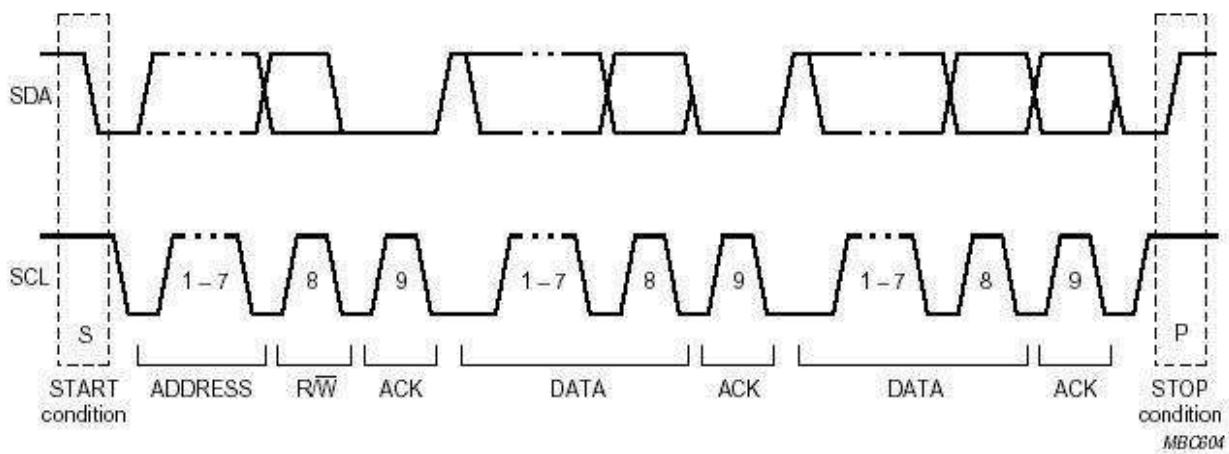 SDA
SCL
1 – 7 8 9 1 – 7 8 9 1 – 7 8 9
S P
START condition ADDRESS R/W̅ ACK DATA ACK DATA ACK STOP condition
MBC604